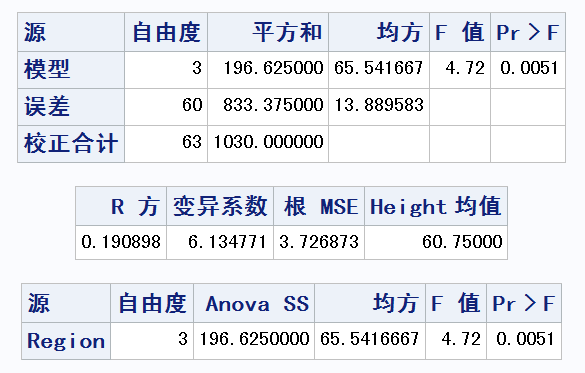 源 自由度 平方和 均方 F 值 Pr > F
模型 3 196.625000 65.541667 4.72 0.0051
误差 60 833.375000 13.889583
校正合计 63 1030.000000
R 方 变异系数 根 MSE Height 均值
0.190898 6.134771 3.726873 60.75000
源 自由度 Anova SS 均方 F 值 Pr > F
Region 3 196.6250000 65.5416667 4.72 0.0051